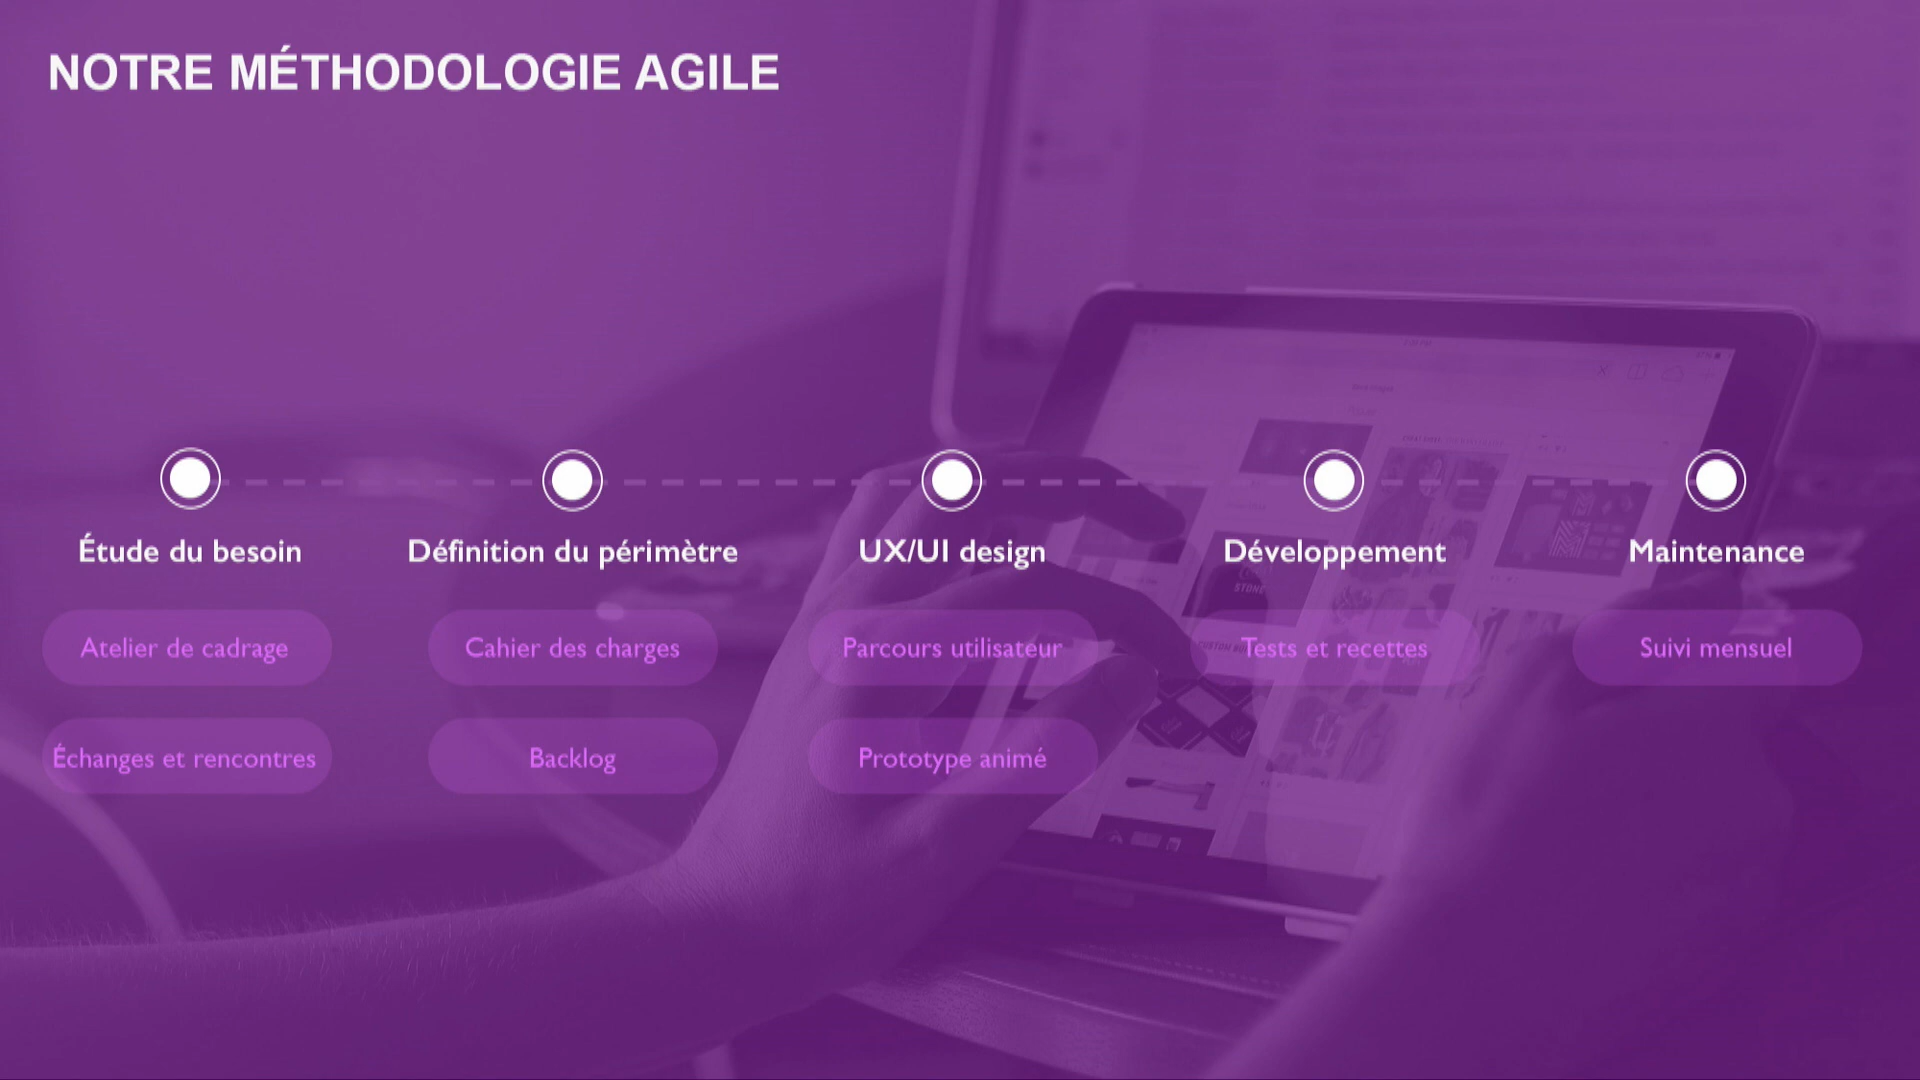 NOTRE MÉTHODOLOGIE AGILE
Étude du besoin
Définition du périmètre
UX/UI design
Développement
Maintenance
Atelier de cadrage
Cahier des charges
Parcours utilisateur
Tests et recettes
Suivi mensuel
Échanges et rencontres
Backlog
Prototype animé